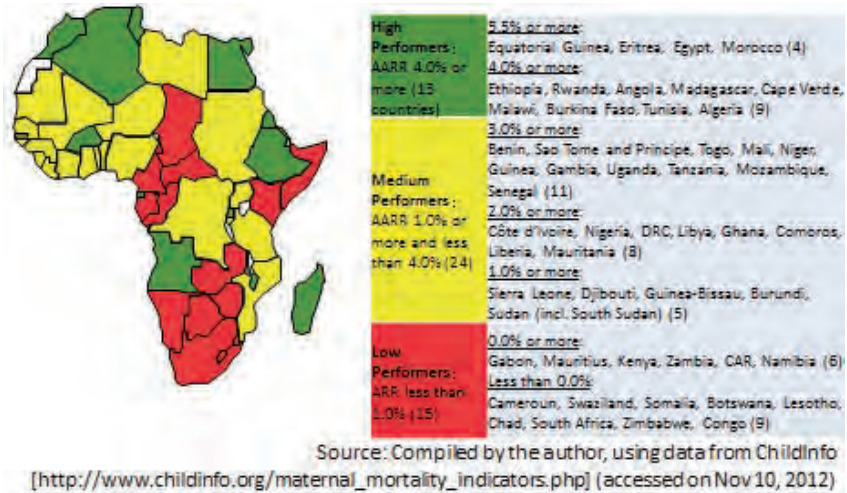 High
Performers:
AARR 4.0% or
more (13
countries)
5.5% or more:
Equatorial Guinea, Eritrea, Egypt, Morocco (4)
4.0% or more:
Ethiopia, Rwanda, Angola, Madagascar, Cape Verde,
Malawi, Burkina Faso, Tunisia, Algeria (9)
Medium
Performers:
AARR 1.0% or
more and less
than 4.0% (24)
3.0% or more:
Benin, Sao Tome and Principe, Togo, Mali, Niger,
Guinea, Gambia, Uganda, Tanzania, Mozambique,
Senegal (11)
2.0% or more:
Côte d'Ivoire, Nigeria, DRC, Libya, Ghana, Comoros,
Liberia, Mauritania (8)
1.0% or more:
Sierra Leone, Djibouti, Guinea-Bissau, Burundi,
Sudan (incl. South Sudan) (5)
Low
Performers:
ARR less than
1.0% (15)
0.0% or more:
Gabon, Mauritius, Kenya, Zambia, CAR, Namibia (6)
Less than 0.0%:
Cameroun, Swaziland, Somalia, Botswana, Lesotho,
Chad, South Africa, Zimbabwe, Congo (9)
Source: Compiled by the author, using data from ChildInfo
[http://www.childinfo.org/maternal_mortality_indicators.php] (accessed on Nov 10, 2012)